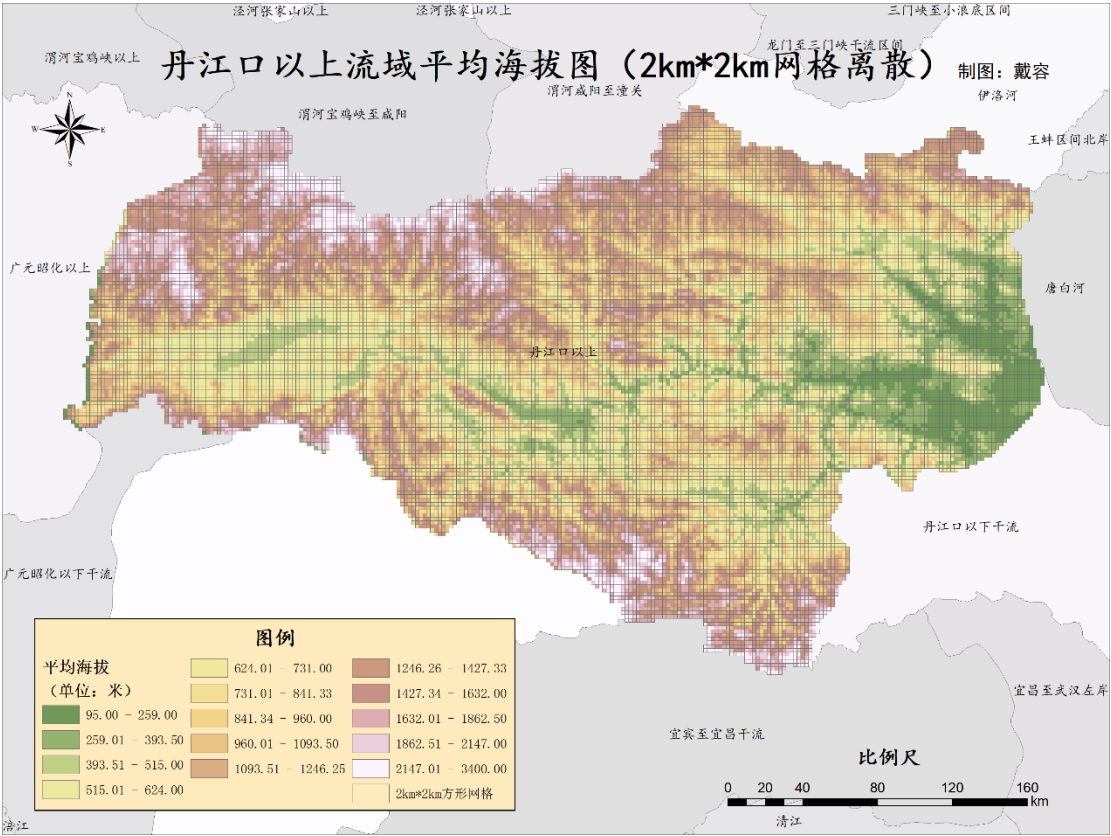 泾河张家山以上
泾河张家山以上
三门峡至小浪底区间
渭河宝鸡峡以上
龙门至三门峡干流区间
丹江口以上流域平均海拔图（2km*2km网格离散）
制图：戴容
渭河咸阳至潼关
伊洛河
渭河宝鸡峡至咸阳
N
W
E
S
王蚌区间北岸
广元昭化以上
唐白河
丹江口以上
丹江口以下干流
广元昭化以下干流
宜昌至武汉左岸
宜宾至宜昌干流
清江
涪江
图例
平均海拔
（单位：米）
95.00 - 259.00
259.01 - 393.50
393.51 - 515.00
515.01 - 624.00
624.01 - 731.00
731.01 - 841.33
841.34 - 960.00
960.01 - 1093.50
1093.51 - 1246.25
1246.26 - 1427.33
1427.34 - 1632.00
1632.01 - 1862.50
1862.51 - 2147.00
2147.01 - 3400.00
2km*2km方形网格
比例尺
0 20 40 80 120 160
km